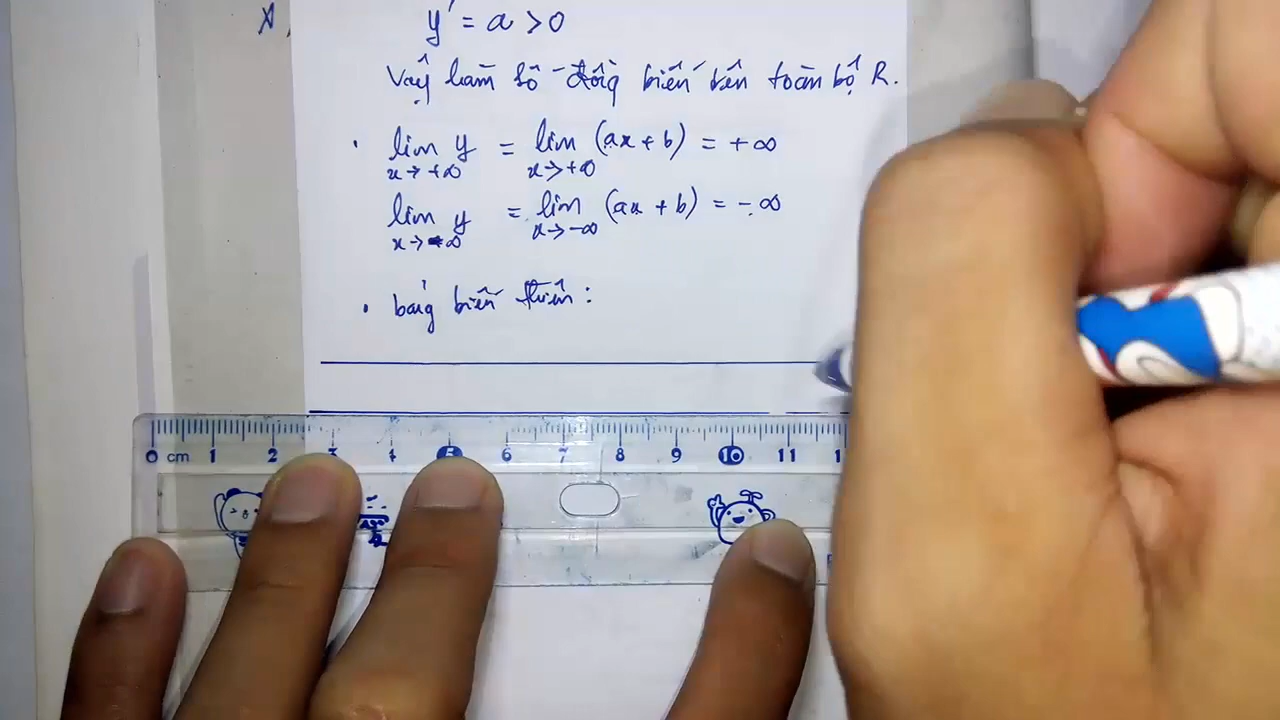 y' = a > 0
Vậy hàm số đồng biến trên toàn bộ R.
. lim y = lim (ax + b) = +∞
x → +∞ x → +∞
lim y = lim (ax + b) = -∞
x → -∞ x → -∞
. bảng biến thiên:
0 cm 1 2 3 4 5 6 7 8 9 10 11